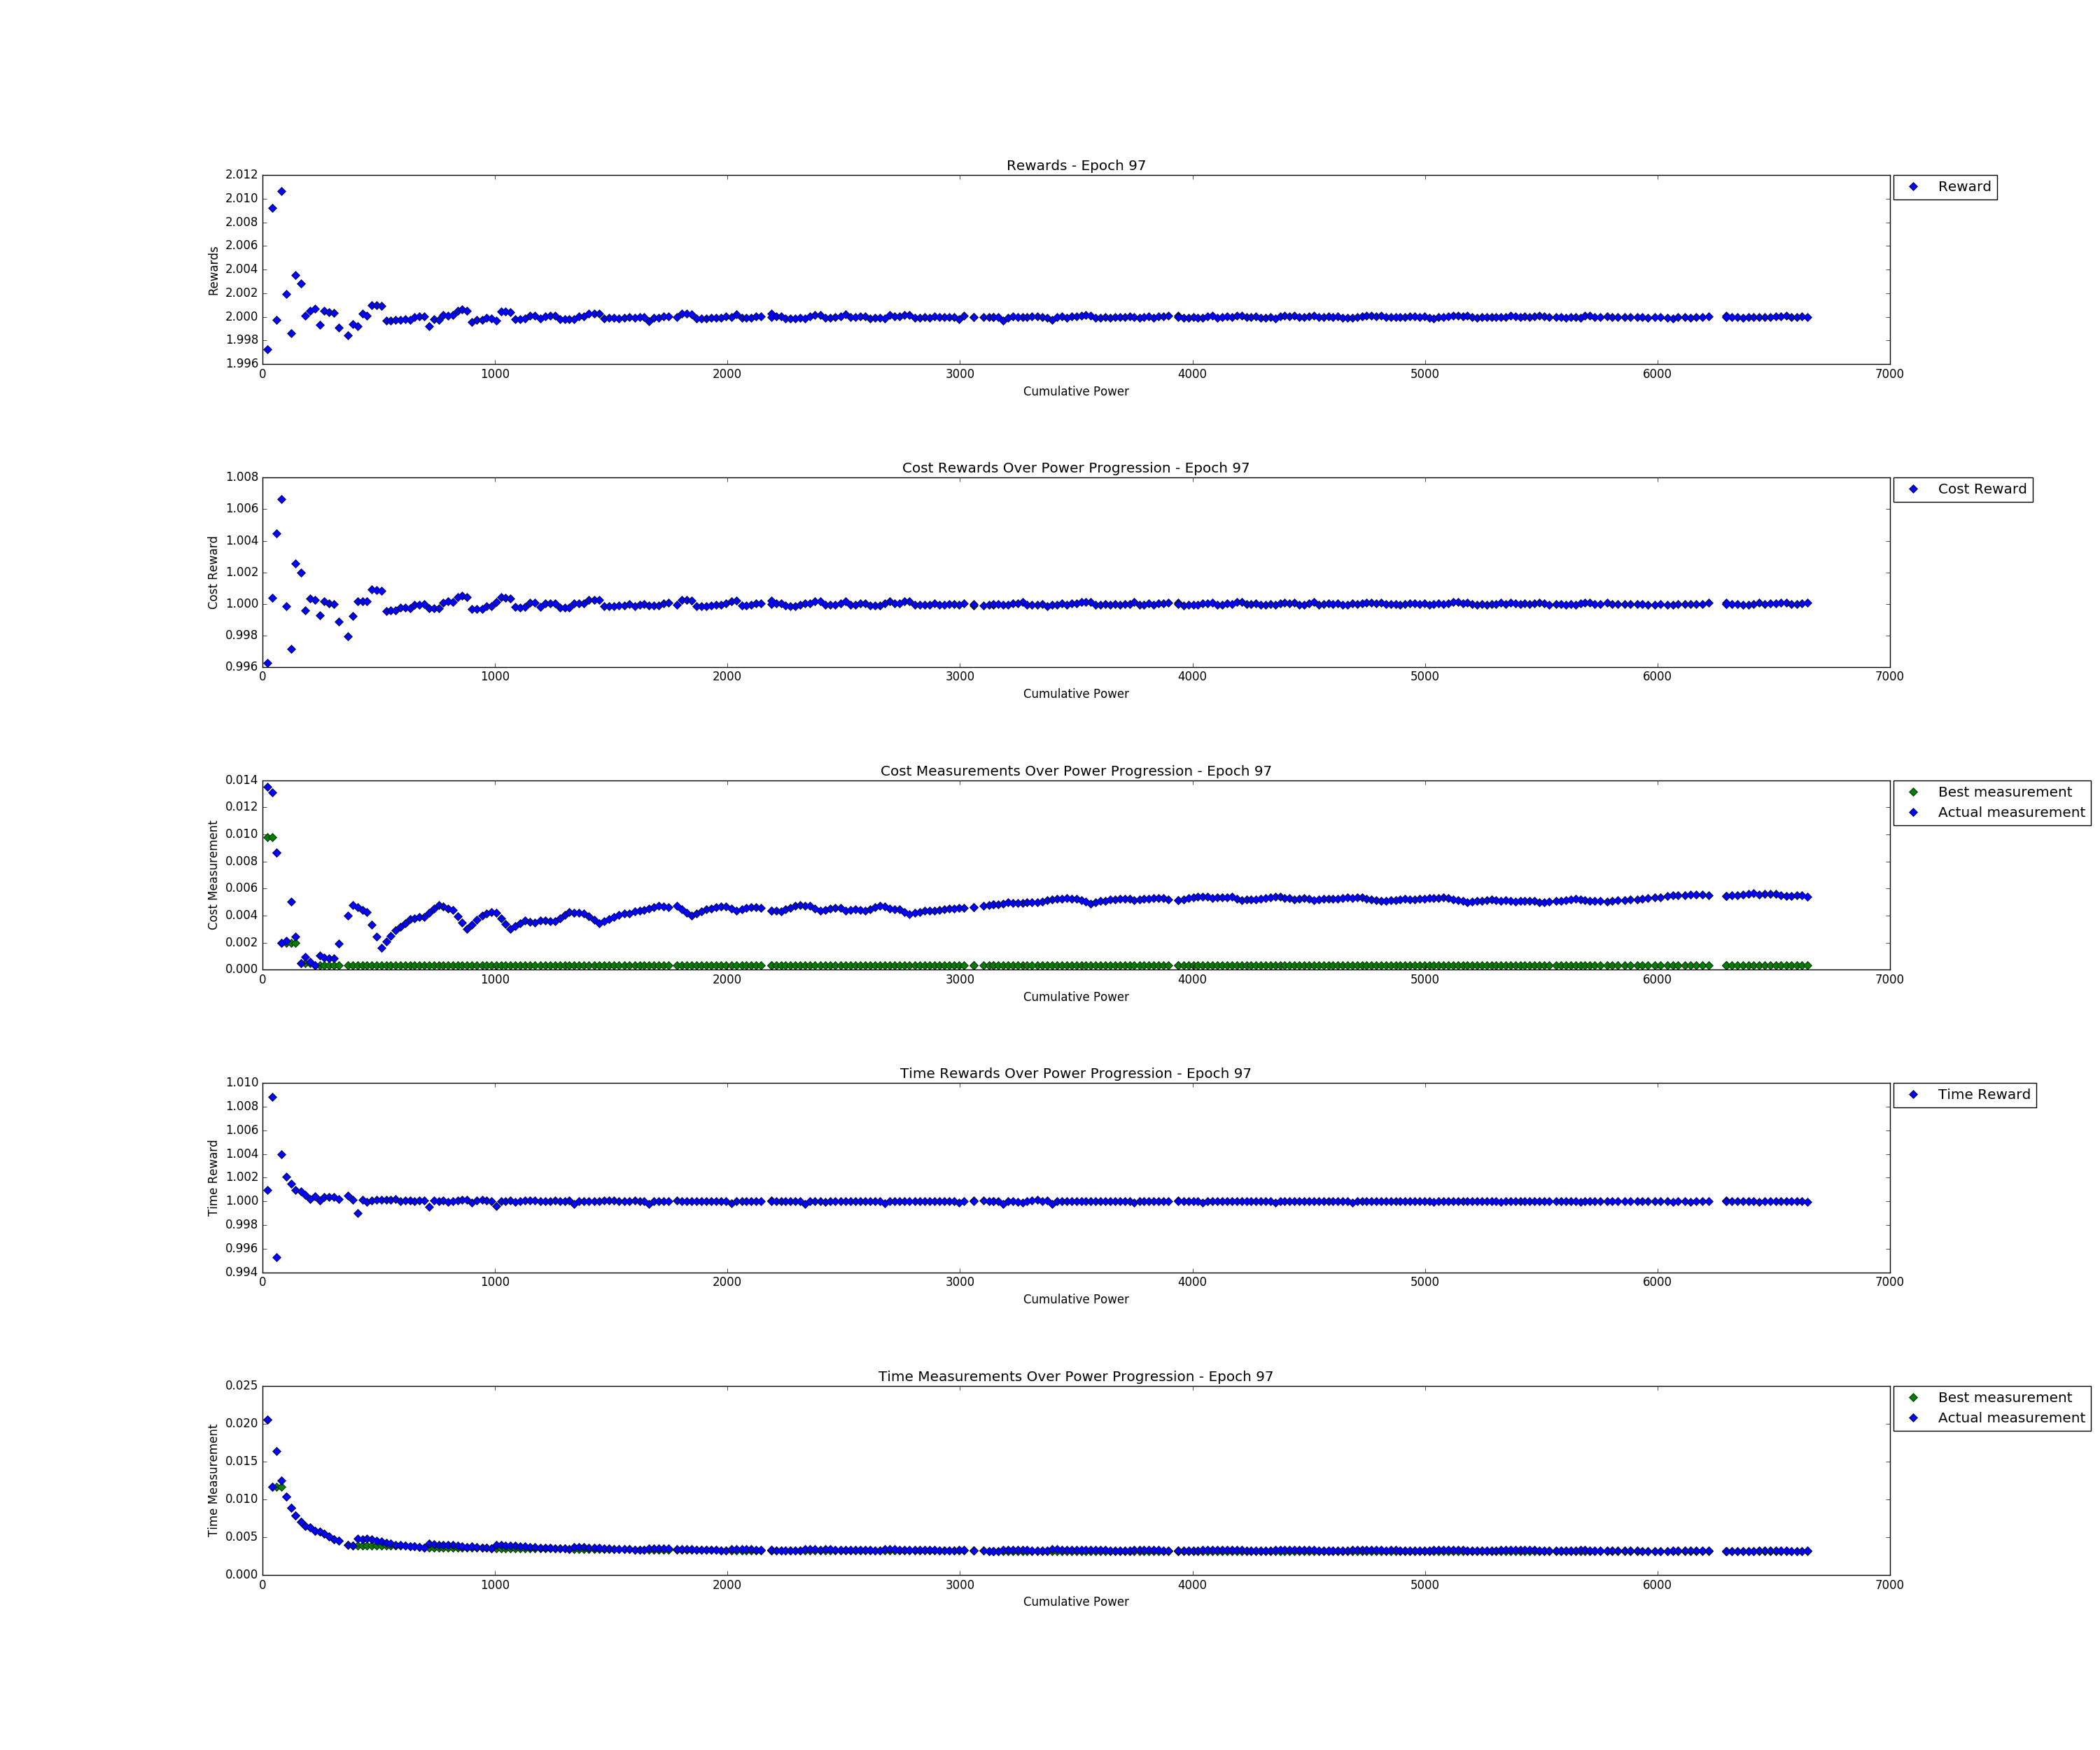 Rewards - Epoch 97
2.012
2.010
2.008
2.006
2.004
2.002
2.000
1.998
1.996
Rewards
0 1000 2000 3000 4000 5000 6000 7000
Cumulative Power
Reward
Cost Rewards Over Power Progression - Epoch 97
1.008
1.006
1.004
1.002
1.000
0.998
0.996
Cost Reward
0 1000 2000 3000 4000 5000 6000 7000
Cumulative Power
Cost Reward
Cost Measurements Over Power Progression - Epoch 97
0.014
0.012
0.010
0.008
0.006
0.004
0.002
0.000
Cost Measurement
0 1000 2000 3000 4000 5000 6000 7000
Cumulative Power
Best measurement
Actual measurement
Time Rewards Over Power Progression - Epoch 97
1.010
1.008
1.006
1.004
1.002
1.000
0.998
0.996
0.994
Time Reward
0 1000 2000 3000 4000 5000 6000 7000
Cumulative Power
Time Reward
Time Measurements Over Power Progression - Epoch 97
0.025
0.020
0.015
0.010
0.005
0.000
Time Measurement
0 1000 2000 3000 4000 5000 6000 7000
Cumulative Power
Best measurement
Actual measurement